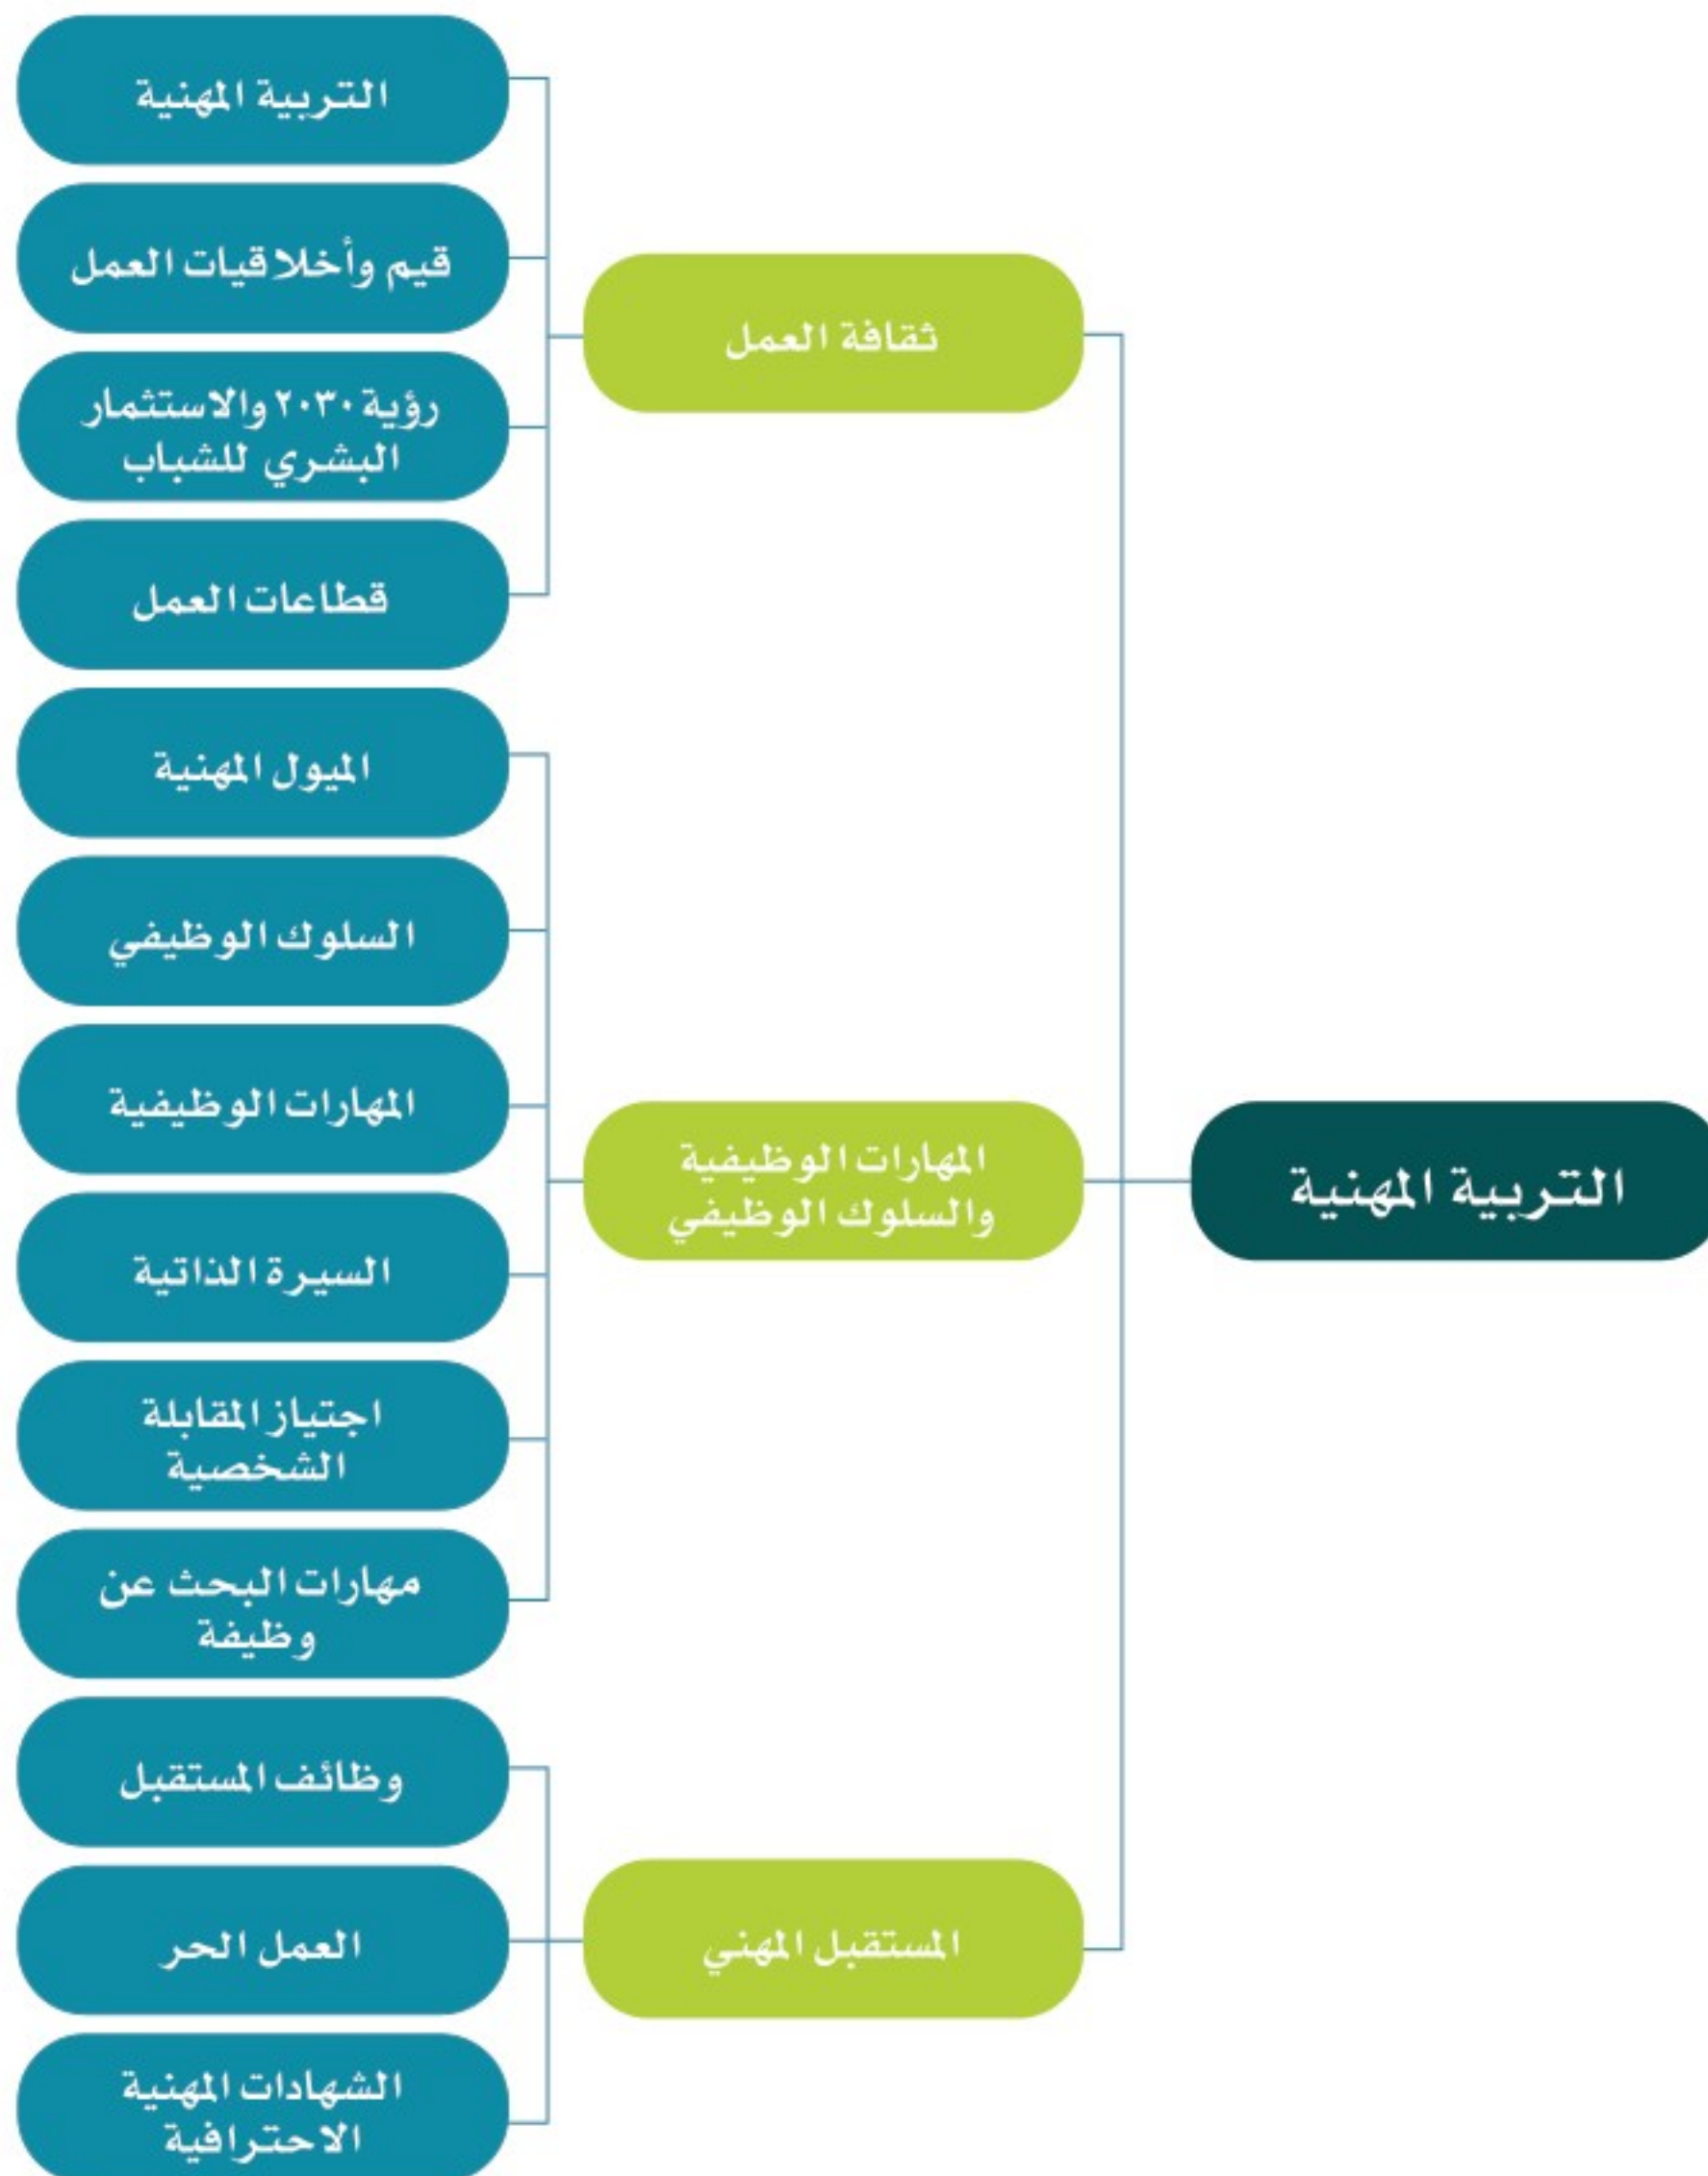 التربية المهنية
ثقافة العمل
التربية المهنية
قيم وأخلاقيات العمل
رؤية ٢٠٣٠ والاستثمار
البشري للشباب
قطاعات العمل
المهارات الوظيفية
والسلوك الوظيفي
الميول المهنية
السلوك الوظيفي
المهارات الوظيفية
السيرة الذاتية
اجتياز المقابلة
الشخصية
مهارات البحث عن
وظيفة
المستقبل المهني
وظائف المستقبل
العمل الحر
الشهادات المهنية
الاحترافية